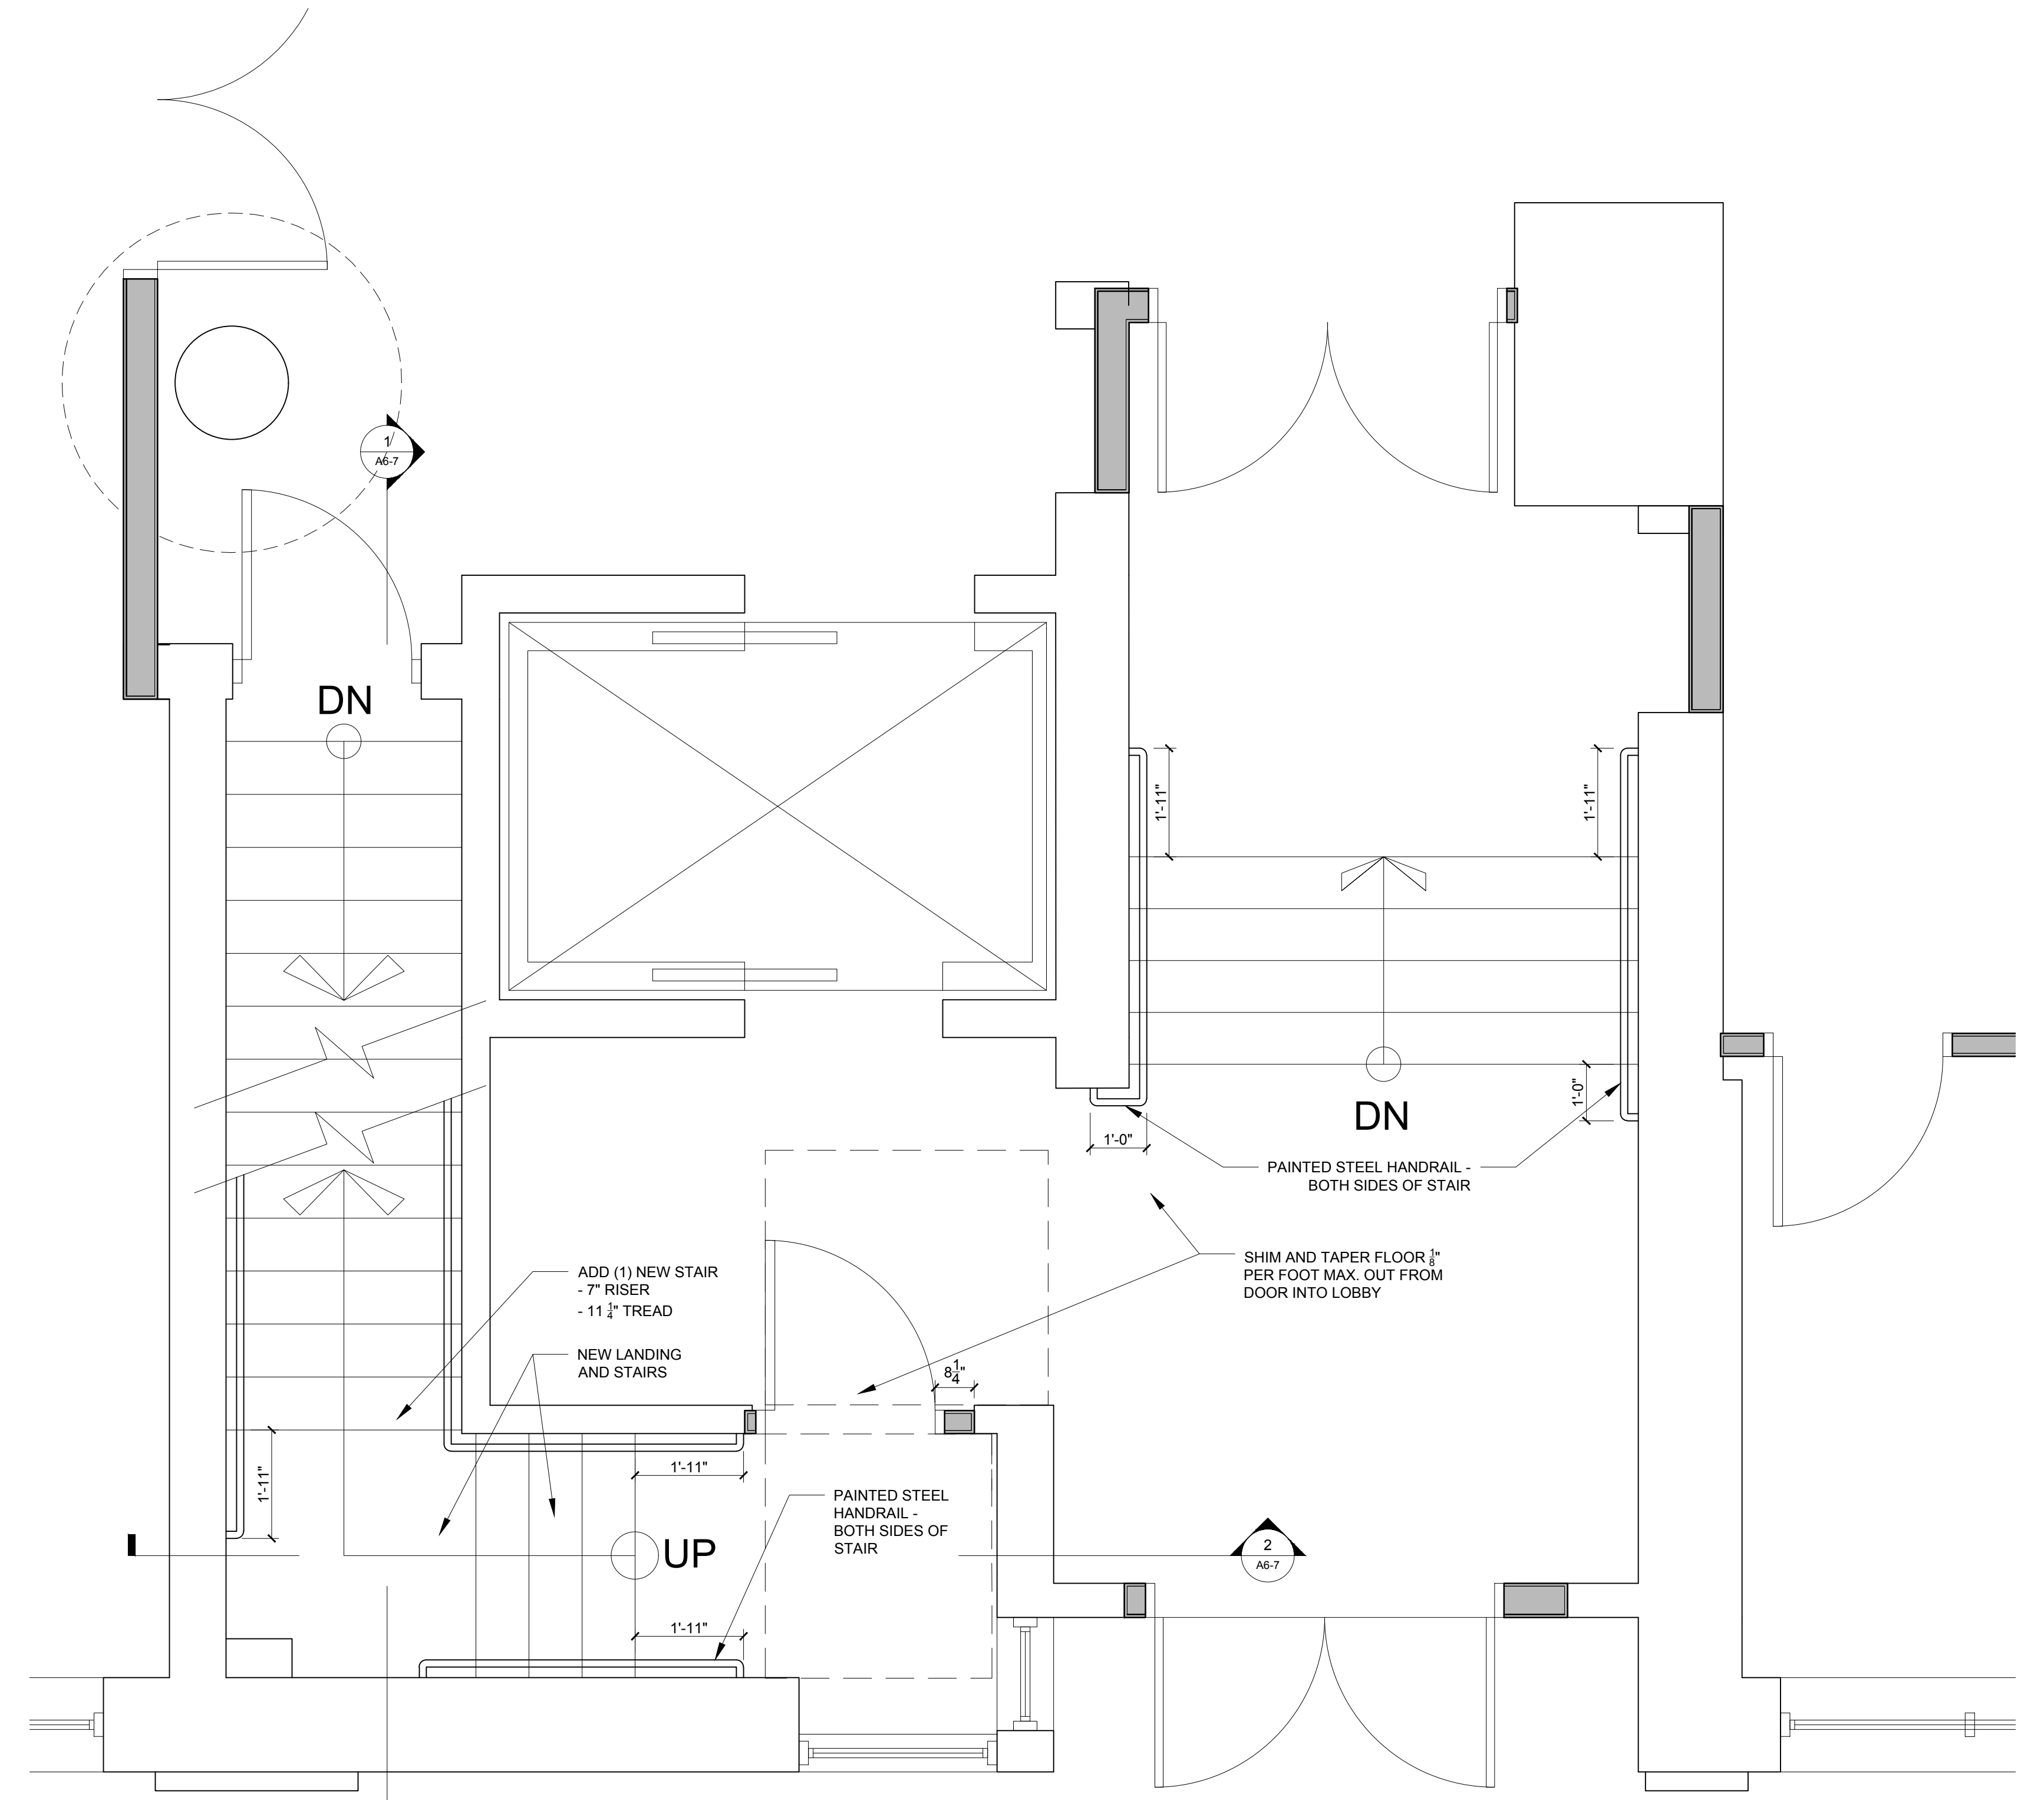 1
A6-7
DN
1'-11"
1'-11"
1'-0"
DN
1'-0"
PAINTED STEEL HANDRAIL -
BOTH SIDES OF STAIR
SHIM AND TAPER FLOOR 1/8"
PER FOOT MAX. OUT FROM
DOOR INTO LOBBY
ADD (1) NEW STAIR
- 7" RISER
- 11 1/4" TREAD
NEW LANDING
AND STAIRS
8 1/4"
1'-11"
1'-11"
PAINTED STEEL
HANDRAIL -
BOTH SIDES OF
STAIR
UP
2
A6-7
1'-11"